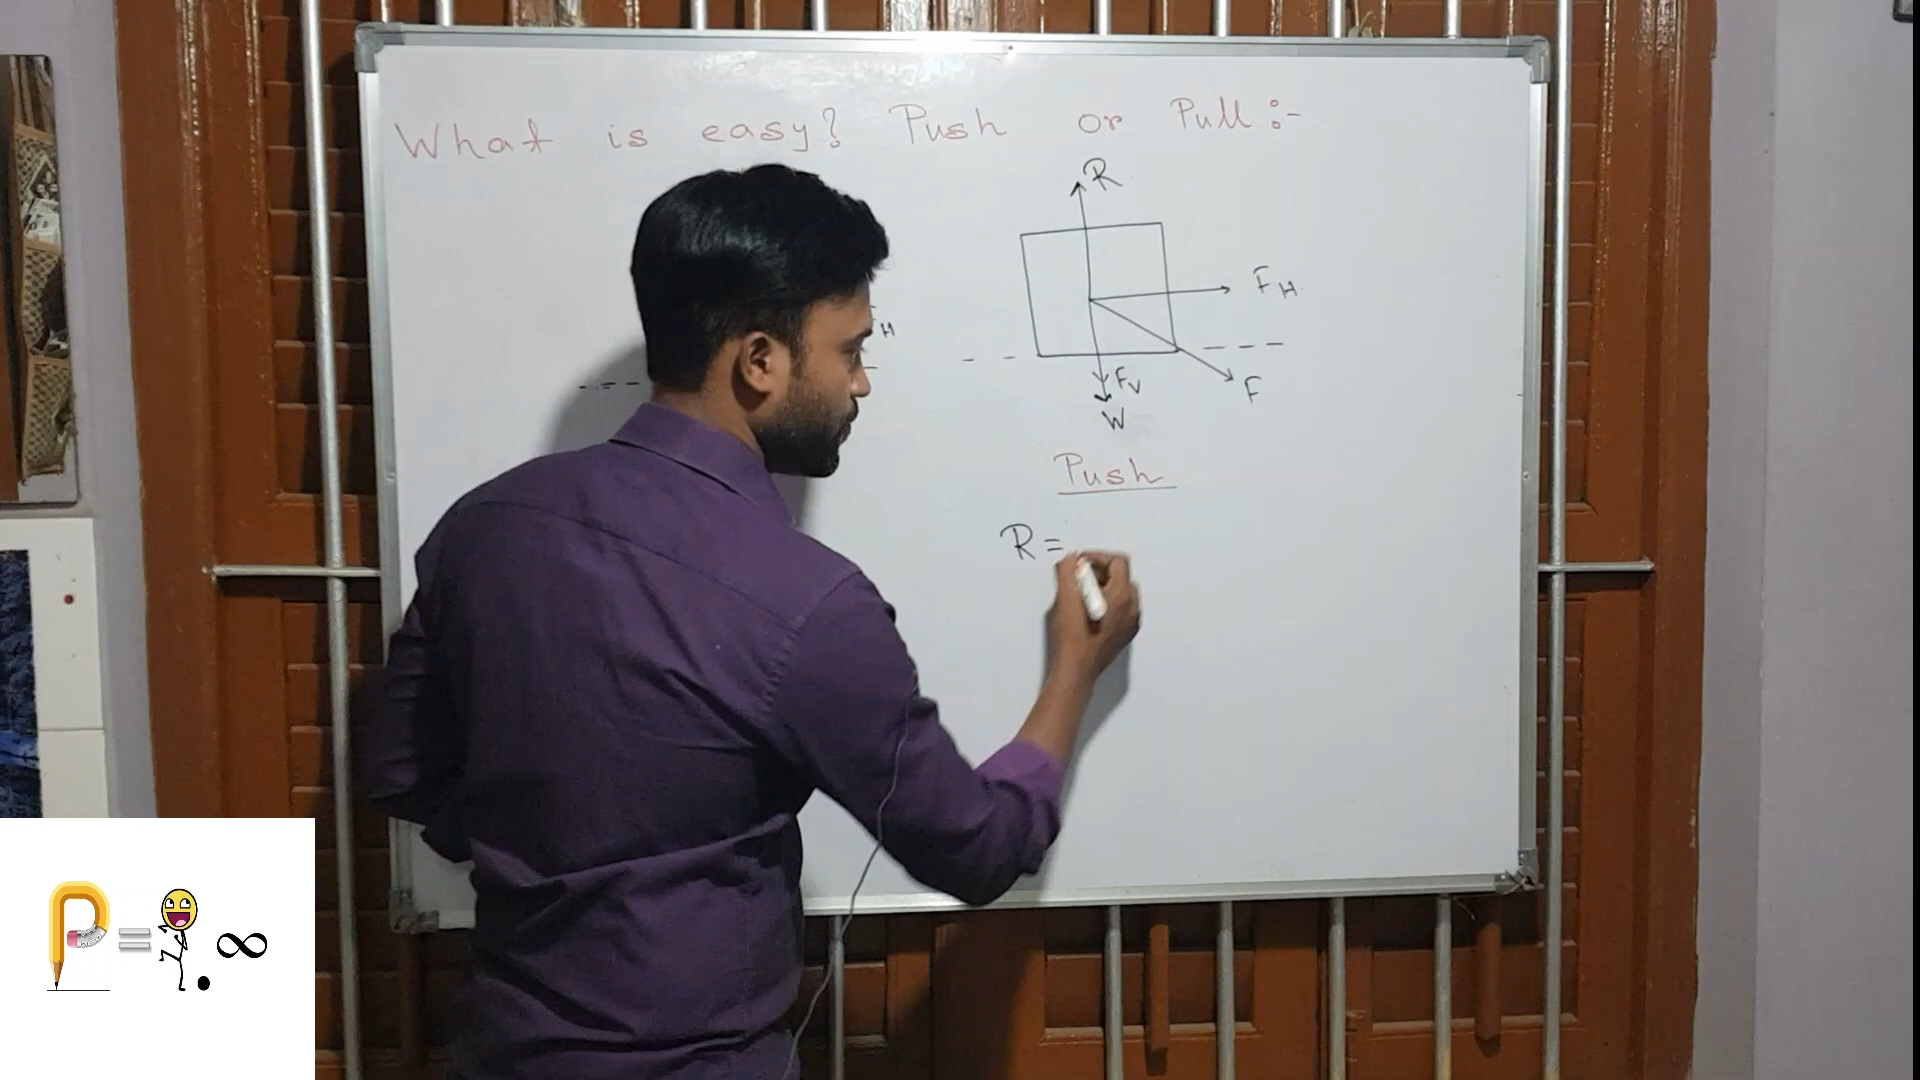 What is easy? Push or Pull :-
R
F H
H
F V
F
W
Push
R =
P = . ∞